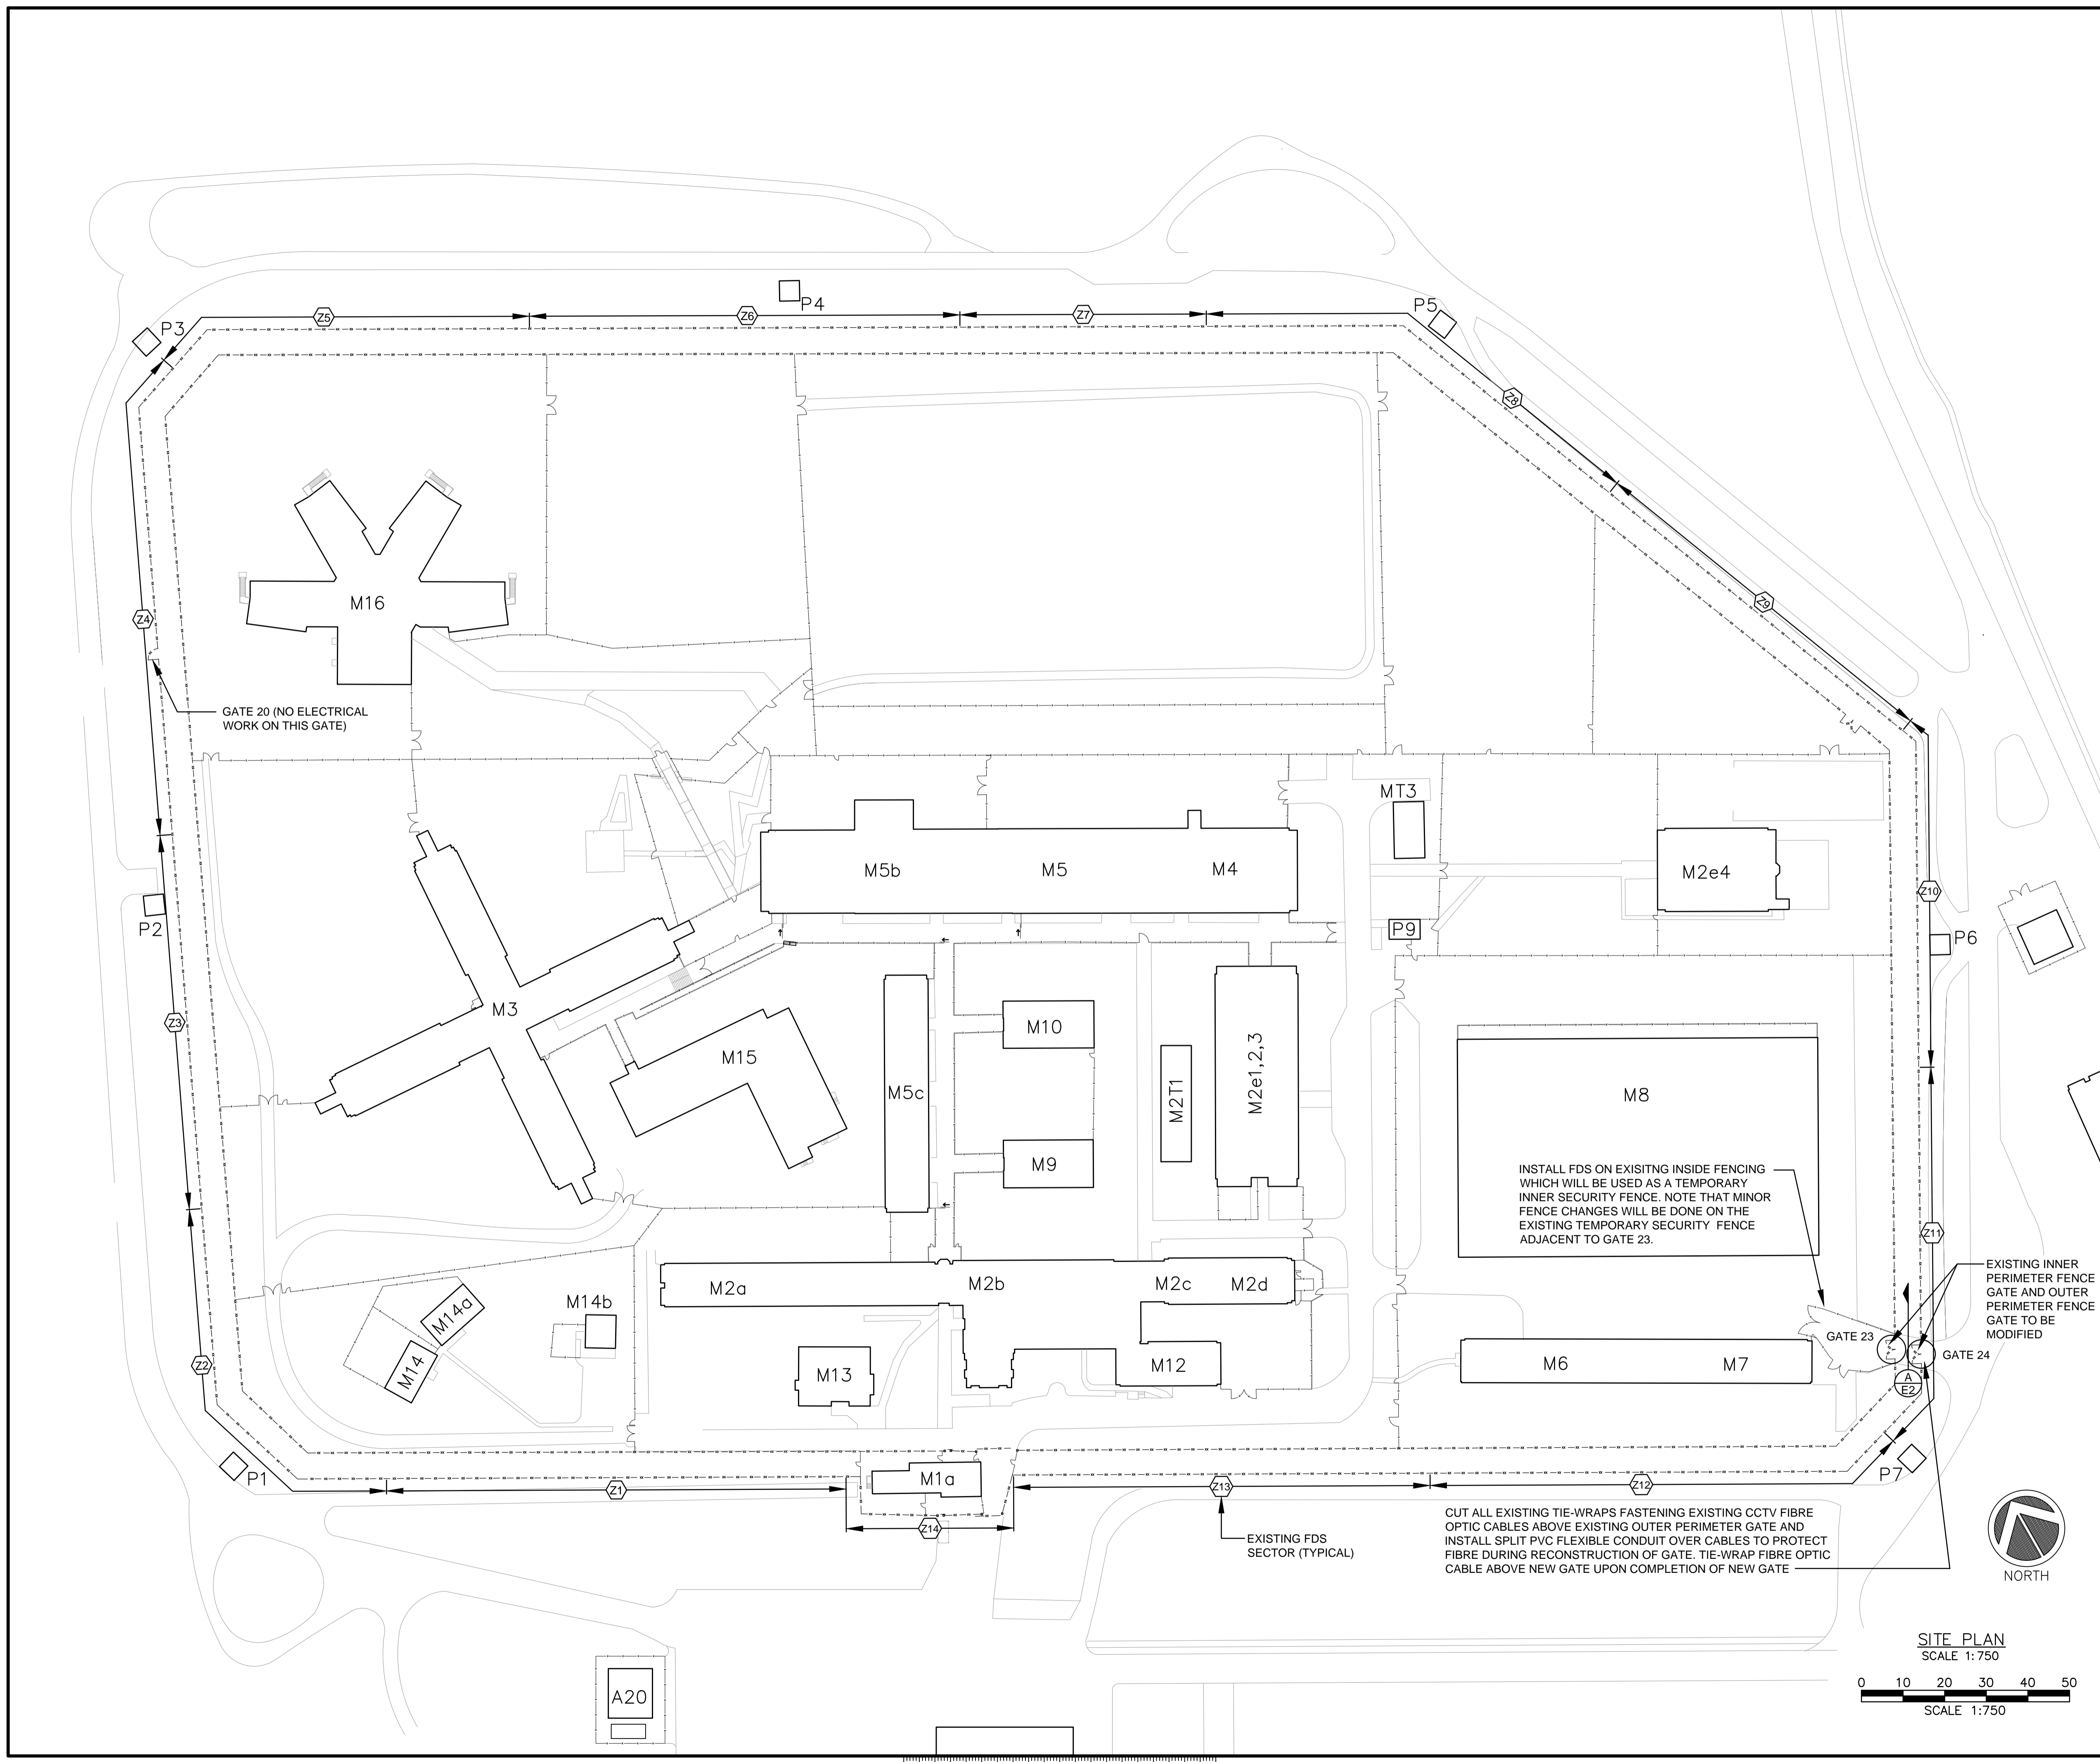 P4
P5
P3
Z5
Z6
Z7
Z8
Z9
M16
Z4
GATE 20 (NO ELECTRICAL
WORK ON THIS GATE)
MT3
M5b
M5
M4
M2e4
Z10
P2
P9
P6
M3
Z3
M10
M15
M5c
M2T1
M2e1,2,3
M8
M9
INSTALL FDS ON EXISITNG INSIDE FENCING
WHICH WILL BE USED AS A TEMPORARY
INNER SECURITY FENCE. NOTE THAT MINOR
FENCE CHANGES WILL BE DONE ON THE
EXISTING TEMPORARY SECURITY FENCE
ADJACENT TO GATE 23.
Z11
EXISTING INNER
PERIMETER FENCE
GATE AND OUTER
PERIMETER FENCE
GATE TO BE
MODIFIED
M2a
M2b
M2c
M2d
M14b
M14a
M14
GATE 23
GATE 24
Z2
M13
M12
M6
M7
A
E2
P1
M1a
P7
Z1
Z13
Z12
Z14
EXISTING FDS
SECTOR (TYPICAL)
CUT ALL EXISTING TIE-WRAPS FASTENING EXISTING CCTV FIBRE
OPTIC CABLES ABOVE EXISTING OUTER PERIMETER GATE AND
INSTALL SPLIT PVC FLEXIBLE CONDUIT OVER CABLES TO PROTECT
FIBRE DURING RECONSTRUCTION OF GATE. TIE-WRAP FIBRE OPTIC
CABLE ABOVE NEW GATE UPON COMPLETION OF NEW GATE
NORTH
SITE PLAN
SCALE 1:750
A20
0 10 20 30 40 50
SCALE 1:750